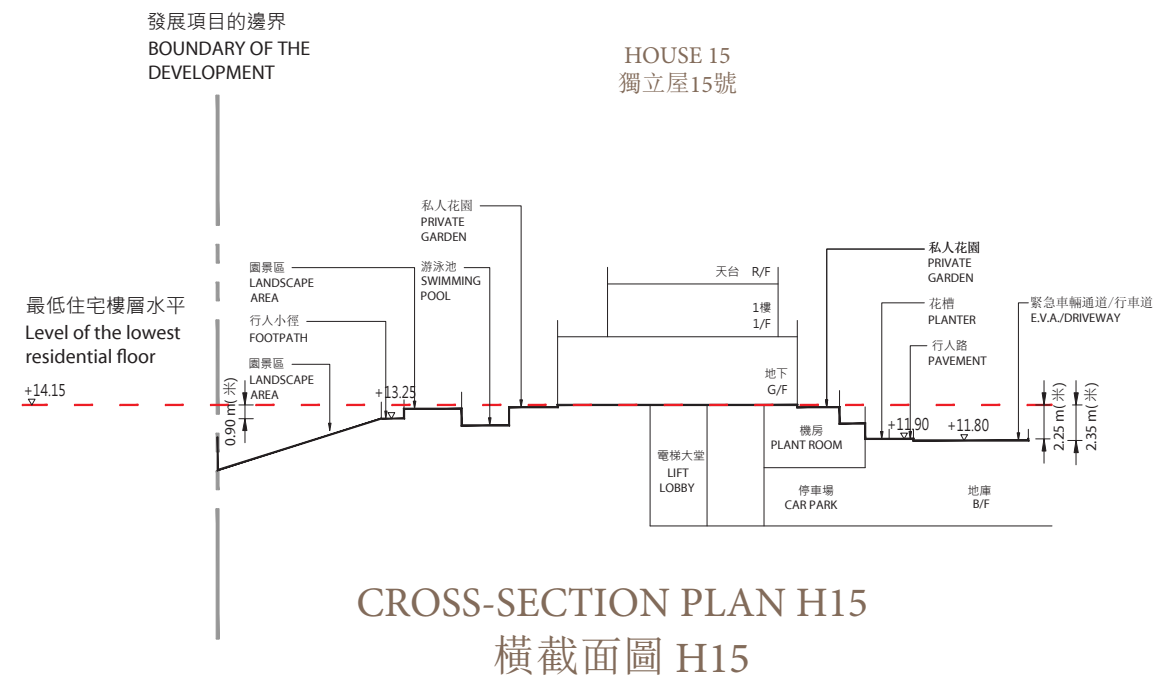 發展項目的邊界
BOUNDARY OF THE
DEVELOPMENT
HOUSE 15
獨立屋15號
私人花園
PRIVATE
GARDEN
園景區
LANDSCAPE
AREA
游泳池
SWIMMING
POOL
天台 R/F
私人花園
PRIVATE
GARDEN
最低住宅樓層水平
Level of the lowest
residential floor
行人小徑
FOOTPATH
1樓
1/F
花槽
PLANTER
緊急車輛通道/行車道
E.V.A./DRIVEWAY
行人路
PAVEMENT
園景區
LANDSCAPE
AREA
地下
G/F
+14.15
+13.25
0.90 m(米)
+11.90
+11.80
2.25 m(米)
2.35 m(米)
電梯大堂
LIFT
LOBBY
機房
PLANT ROOM
停車場
CAR PARK
地庫
B/F
CROSS-SECTION PLAN H15
橫截面圖 H15